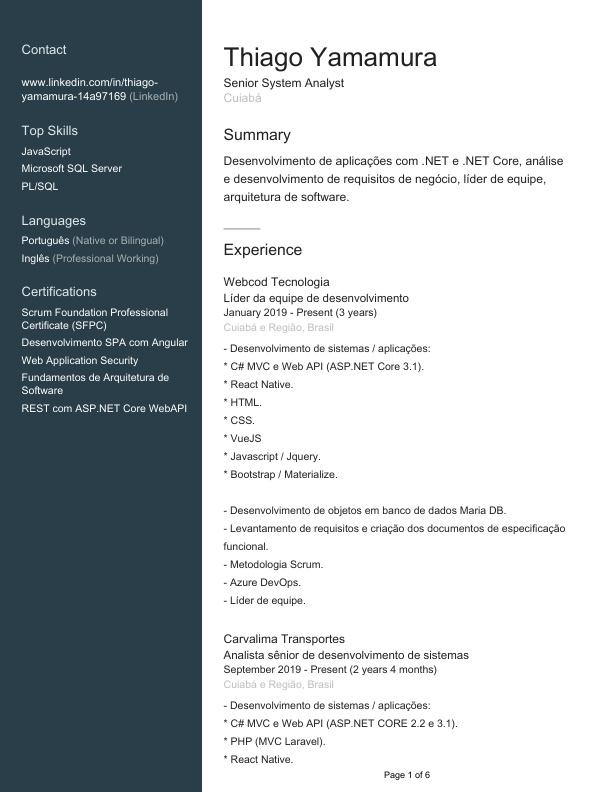 Contact
www.linkedin.com/in/thiago-
yamamura-14a97169 (LinkedIn)
Top Skills
JavaScript
Microsoft SQL Server
PL/SQL
Languages
Português (Native or Bilingual)
Inglês (Professional Working)
Certifications
Scrum Foundation Professional
Certificate (SFPC)
Desenvolvimento SPA com Angular
Web Application Security
Fundamentos de Arquitetura de
Software
REST com ASP.NET Core WebAPI
Thiago Yamamura
Senior System Analyst
Cuiabá
Summary
Desenvolvimento de aplicações com .NET e .NET Core, análise
e desenvolvimento de requisitos de negócio, líder de equipe,
arquitetura de software.
Experience
Webcod Tecnologia
Líder da equipe de desenvolvimento
January 2019 - Present (3 years)
Cuiabá e Região, Brasil
- Desenvolvimento de sistemas / aplicações:
* C# MVC e Web API (ASP.NET Core 3.1).
* React Native.
* HTML.
* CSS.
* VueJS
* Javascript / Jquery.
* Bootstrap / Materialize.
- Desenvolvimento de objetos em banco de dados Maria DB.
- Levantamento de requisitos e criação dos documentos de especificação
funcional.
- Metodologia Scrum.
- Azure DevOps.
- Líder de equipe.
Carvalima Transportes
Analista sênior de desenvolvimento de sistemas
September 2019 - Present (2 years 4 months)
Cuiabá e Região, Brasil
- Desenvolvimento de sistemas / aplicações:
* C# MVC e Web API (ASP.NET CORE 2.2 e 3.1).
* PHP (MVC Laravel).
* React Native.
Page 1 of 6